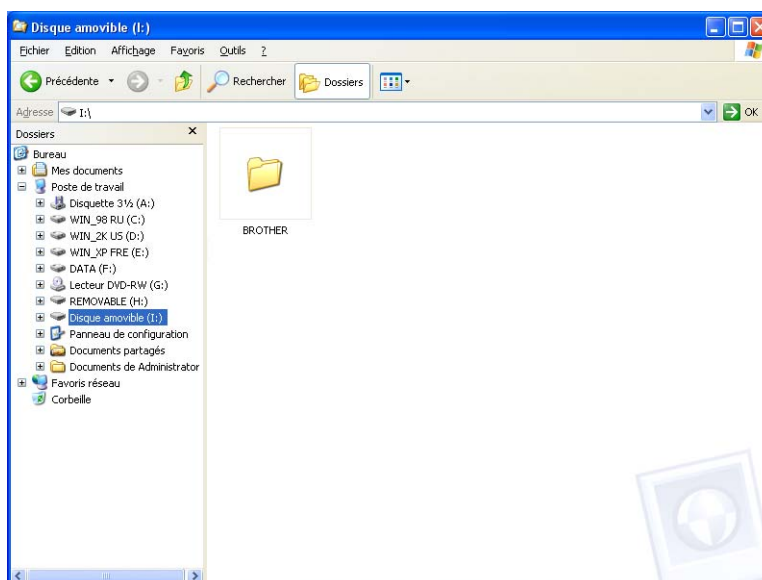 Disque amovible (I:)
Fichier Edition Affichage Favoris Outils ?
Précédente Rechercher Dossiers
Adresse I:\ OK
Dossiers
Bureau
Mes documents
Poste de travail
Disquette 3½ (A:)
WIN_98 RU (C:)
WIN_2K US (D:)
WIN_XP FRE (E:)
DATA (F:)
Lecteur DVD-RW (G:)
REMOVABLE (H:)
Disque amovible (I:)
Panneau de configuration
Documents partagés
Documents de Administrator
Favoris réseau
Corbeille
BROTHER